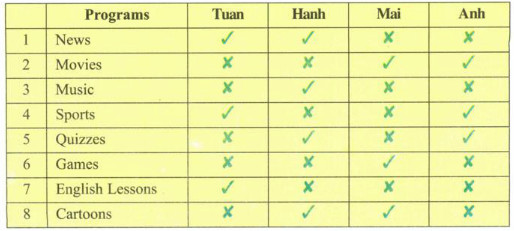 Programs Tuan Hanh Mai Anh
1 News ✓ ✓ ✗ ✗
2 Movies ✗ ✗ ✓ ✓
3 Music ✗ ✓ ✗ ✗
4 Sports ✓ ✗ ✗ ✓
5 Quizzes ✗ ✓ ✗ ✓
6 Games ✗ ✗ ✓ ✗
7 English Lessons ✓ ✗ ✗ ✗
8 Cartoons ✗ ✓ ✓ ✗